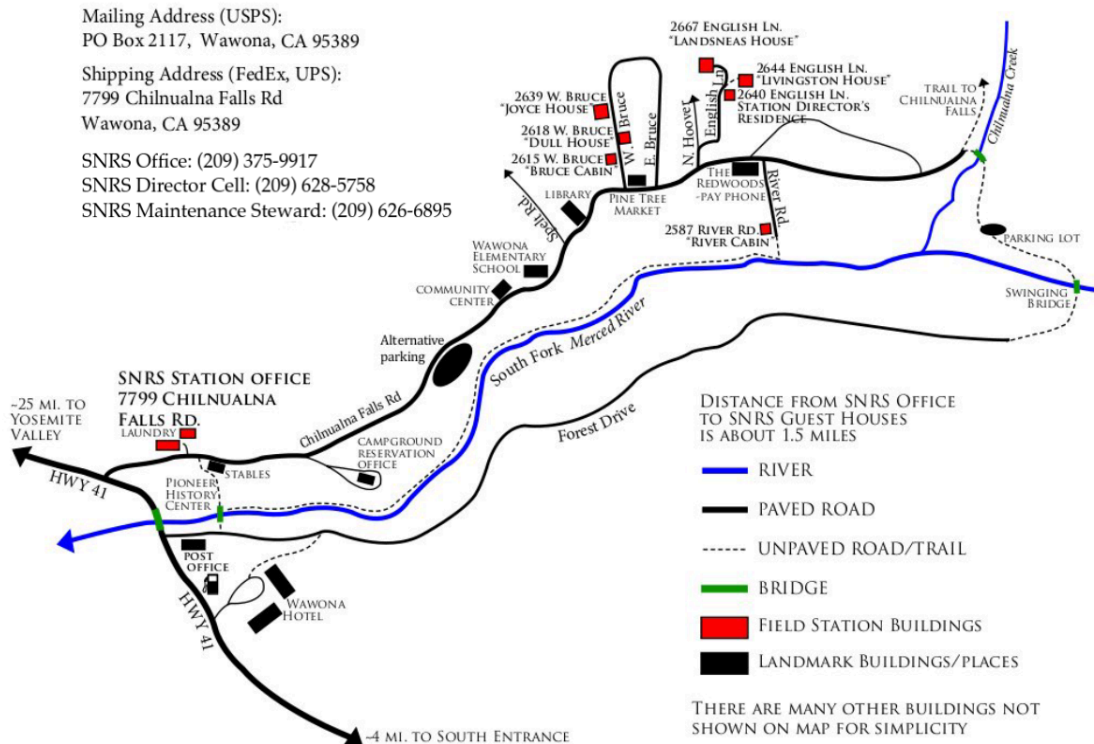 Mailing Address (USPS):
PO Box 2117, Wawona, CA 95389
Shipping Address (FedEx, UPS):
7799 Chilnualna Falls Rd
Wawona, CA 95389
SNRS Office: (209) 375-9917
SNRS Director Cell: (209) 628-5758
SNRS Maintenance Steward: (209) 626-6895
2667 English Ln.
"Landsneas House"
2644 English Ln.
"Livingston House"
2640 English Ln.
Station Director's
Residence
2639 W. Bruce
"Joyce House"
2618 W. Bruce
"Dull House"
2615 W. Bruce
"Bruce Cabin"
W. Bruce
E. Bruce
N. Hoover
English Ln
Trail to
Chilnualna
Falls
Chilnualna Creek
Library
Pine Tree
Market
The
Redwoods
-Pay Phone
River Rd.
Spelt Rd.
2587 River Rd.
"River Cabin"
Parking Lot
Swinging
Bridge
Wawona
Elementary
School
Community
Center
Alternative
parking
South Fork Merced River
SNRS Station office
7799 Chilnualna
Falls Rd.
Laundry
~25 mi. to
Yosemite
Valley
HWY 41
Chilnualna Falls Rd
Campground
Reservation
Office
Stables
Pioneer
History
Center
Forest Drive
Post
Office
Wawona
Hotel
HWY 41
~4 mi. to South Entrance
Distance from SNRS Office
to SNRS Guest Houses
is about 1.5 miles
River
Paved Road
Unpaved Road/Trail
Bridge
Field Station Buildings
Landmark Buildings/places
There are many other buildings not
shown on map for simplicity